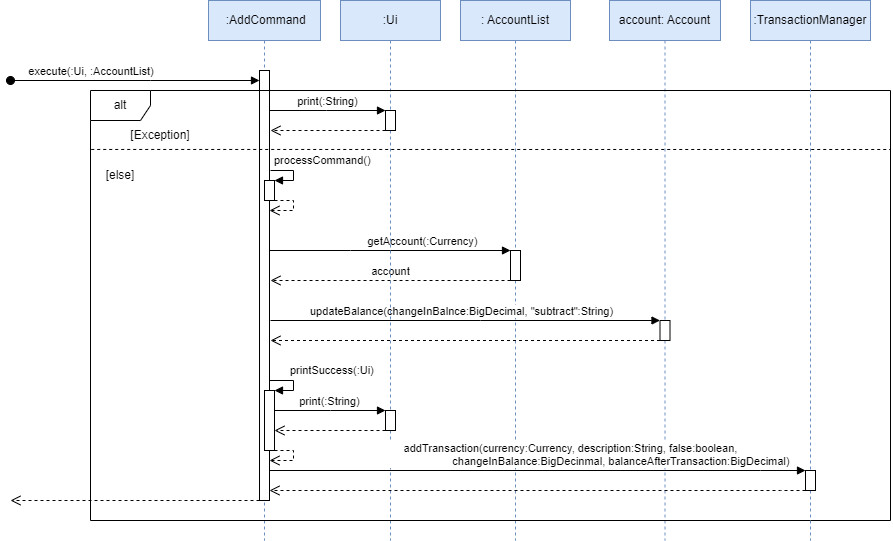 :AddCommand
:Ui
: AccountList
account: Account
:TransactionManager
execute(:Ui, :AccountList)
alt
print(:String)
[Exception]
processCommand()
[else]
getAccount(:Currency)
account
updateBalance(changeInBalnce:BigDecimal, "subtract":String)
printSuccess(:Ui)
print(:String)
addTransaction(currency:Currency, description:String, false:boolean,
changeInBalance:BigDecinmal, balanceAfterTransaction:BigDecimal)